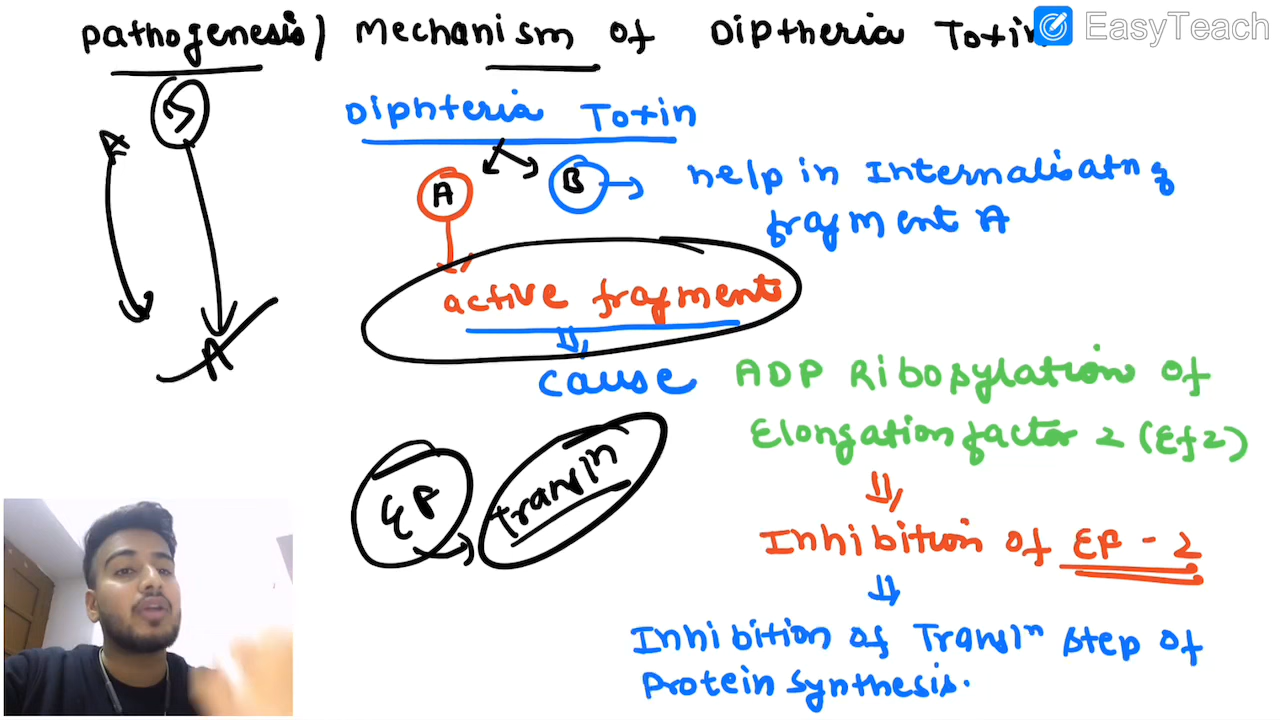 Pathogenesis) Mechanism of Diptheria Toxin
EasyTeach
Diphteria Toxin
A
A B
help in Internalisatn of
fragment A
active fragments
A
cause
ADP Ribosylation of
Elongation factor 2 (Ef2)
EF
Transln
Inhibition of EF - 2
Inhibition of Transln step of
Protein synthesis.